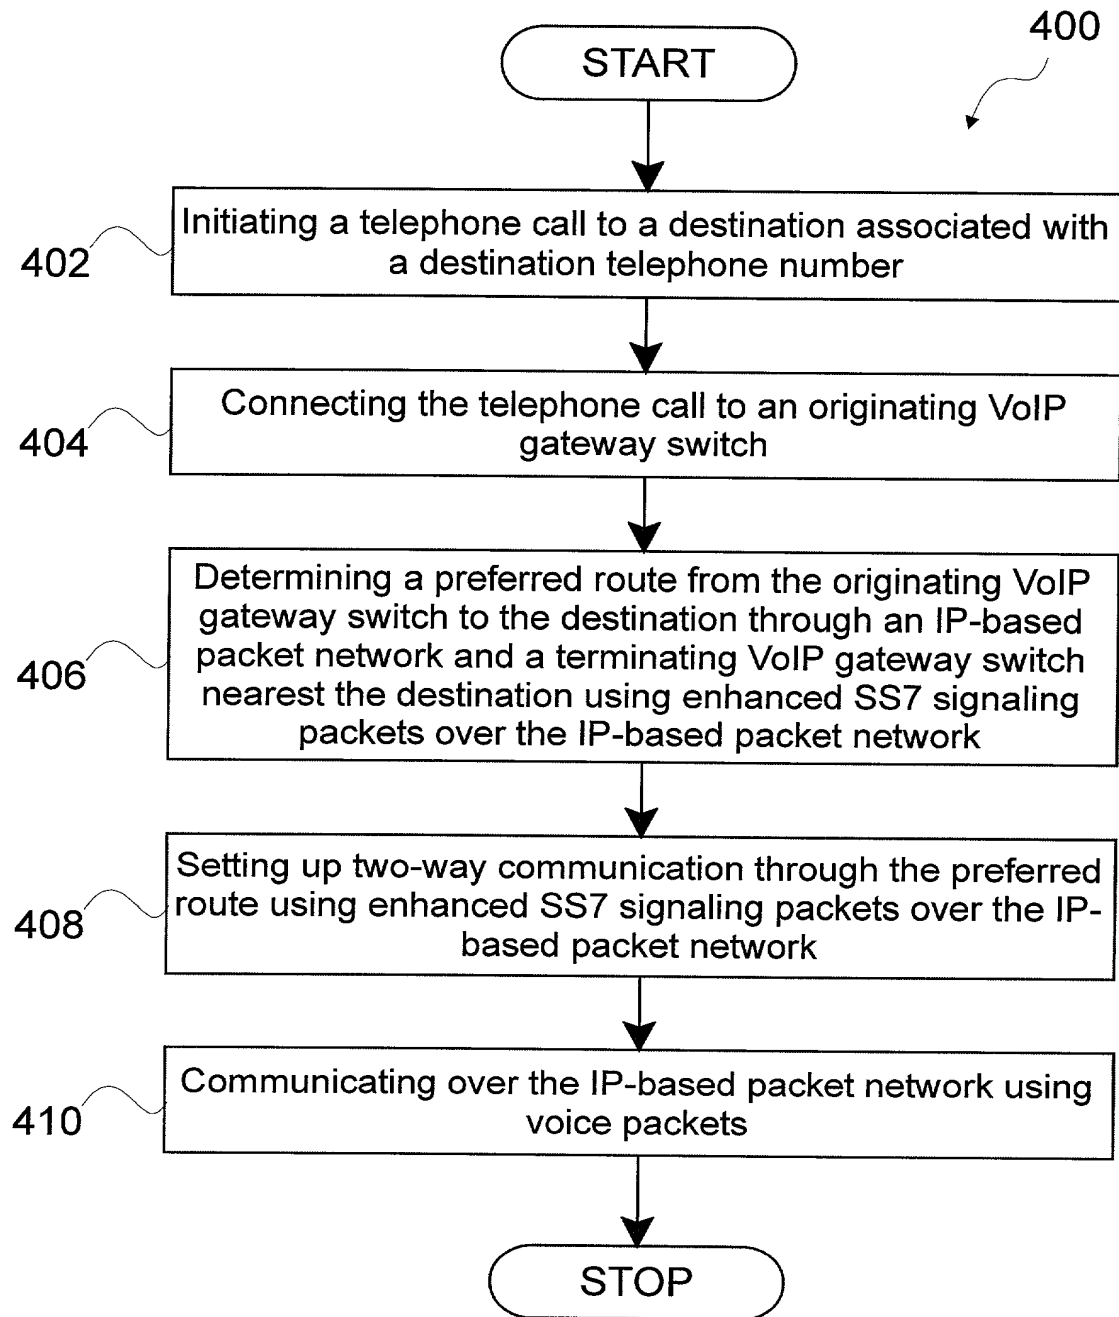 400
START
402
Initiating a telephone call to a destination associated with
a destination telephone number
404
Connecting the telephone call to an originating VoIP
gateway switch
406
Determining a preferred route from the originating VoIP
gateway switch to the destination through an IP-based
packet network and a terminating VoIP gateway switch
nearest the destination using enhanced SS7 signaling
packets over the IP-based packet network
408
Setting up two-way communication through the preferred
route using enhanced SS7 signaling packets over the IP-
based packet network
410
Communicating over the IP-based packet network using
voice packets
STOP